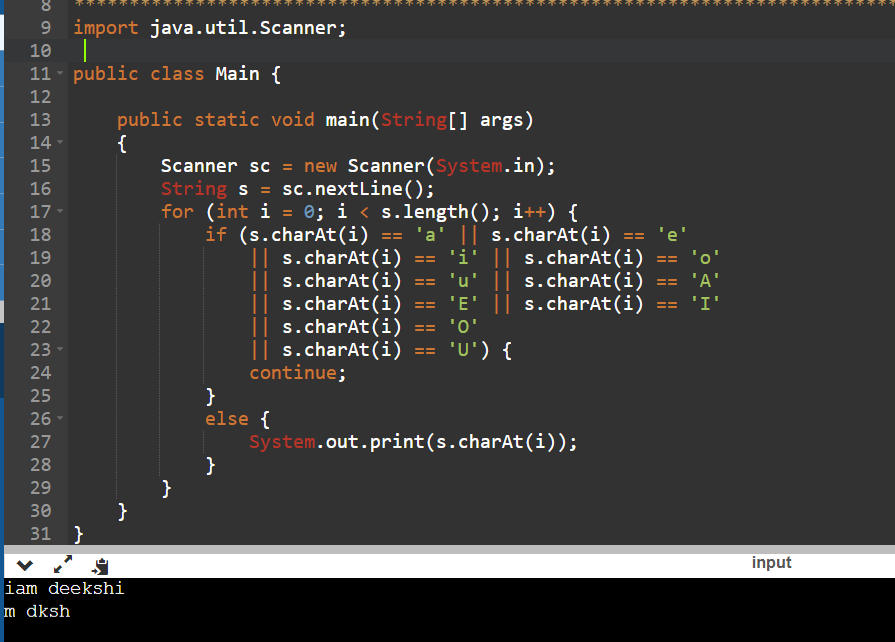 8 ******************************************************************************
9 import java.util.Scanner;
10
11 public class Main {
12
13     public static void main(String[] args)
14     {
15         Scanner sc = new Scanner(System.in);
16         String s = sc.nextLine();
17         for (int i = 0; i < s.length(); i++) {
18             if (s.charAt(i) == 'a' || s.charAt(i) == 'e'
19                 || s.charAt(i) == 'i' || s.charAt(i) == 'o'
20                 || s.charAt(i) == 'u' || s.charAt(i) == 'A'
21                 || s.charAt(i) == 'E' || s.charAt(i) == 'I'
22                 || s.charAt(i) == 'O'
23                 || s.charAt(i) == 'U') {
24                 continue;
25             }
26             else {
27                 System.out.print(s.charAt(i));
28             }
29         }
30     }
31 }
input
iam deekshi
m dksh